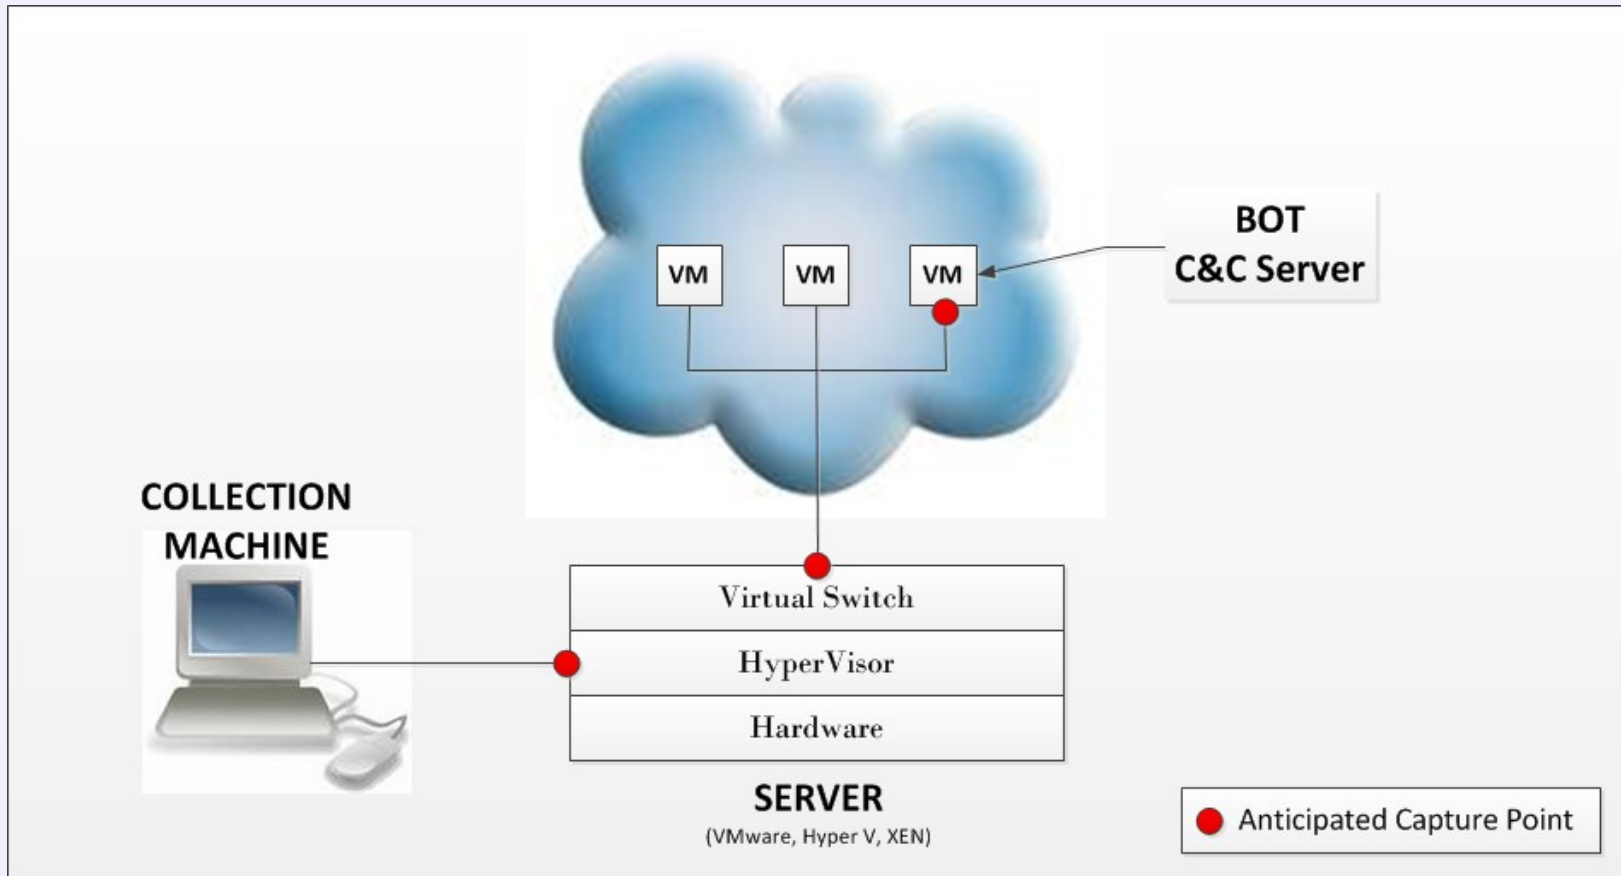 VM
VM
VM
BOT
C&C Server
COLLECTION
MACHINE
Virtual Switch
HyperVisor
Hardware
SERVER
(VMware, Hyper V, XEN)
Anticipated Capture Point